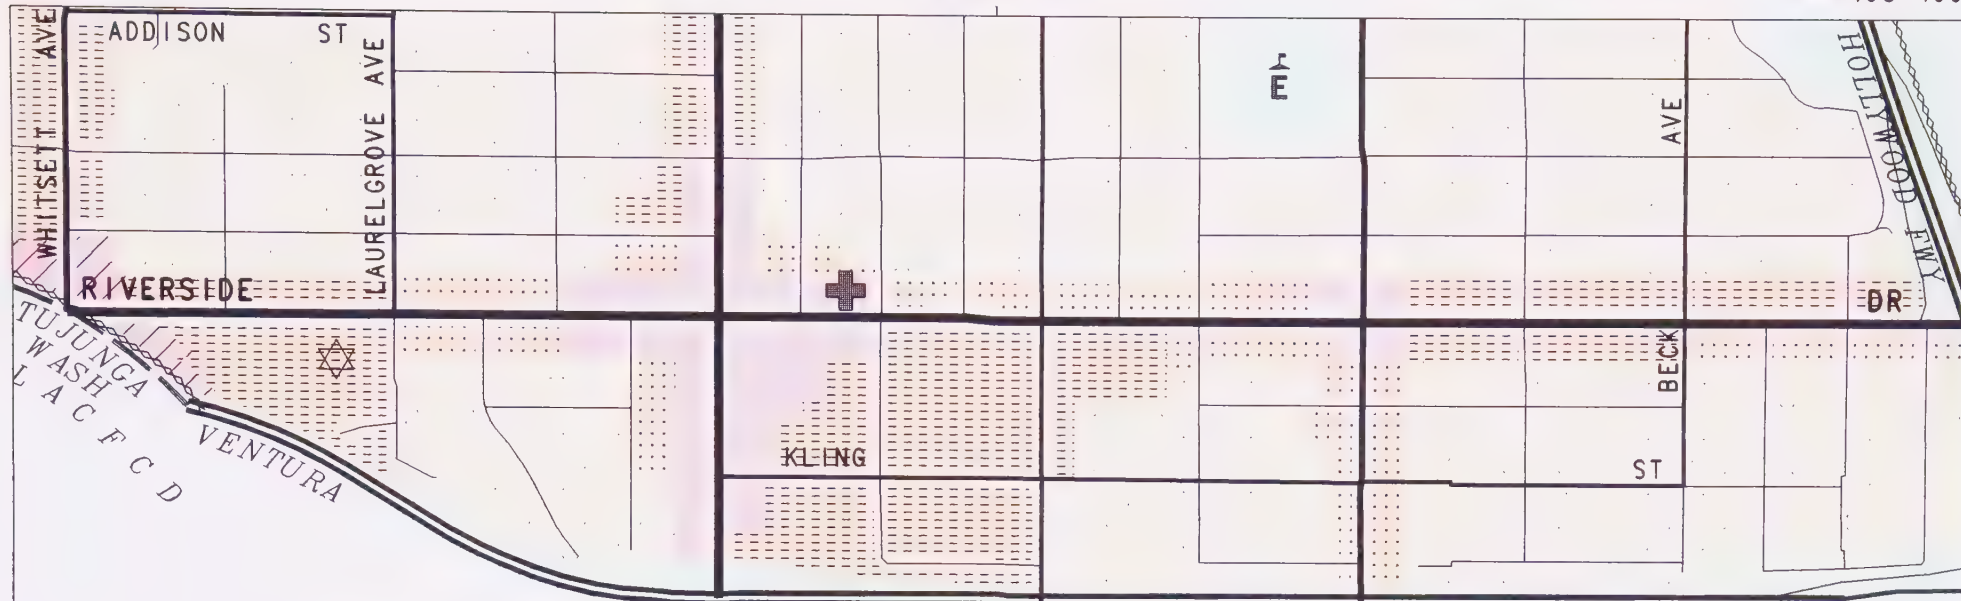 ADDISON ST
WHITSETT AVE
LAURELGROVE AVE
E
AVE
HOLLYWOOD FWY
RIVERSIDE DR
TUJUNGA
WASH
L A C F C D
VENTURA
BECK
KLING ST